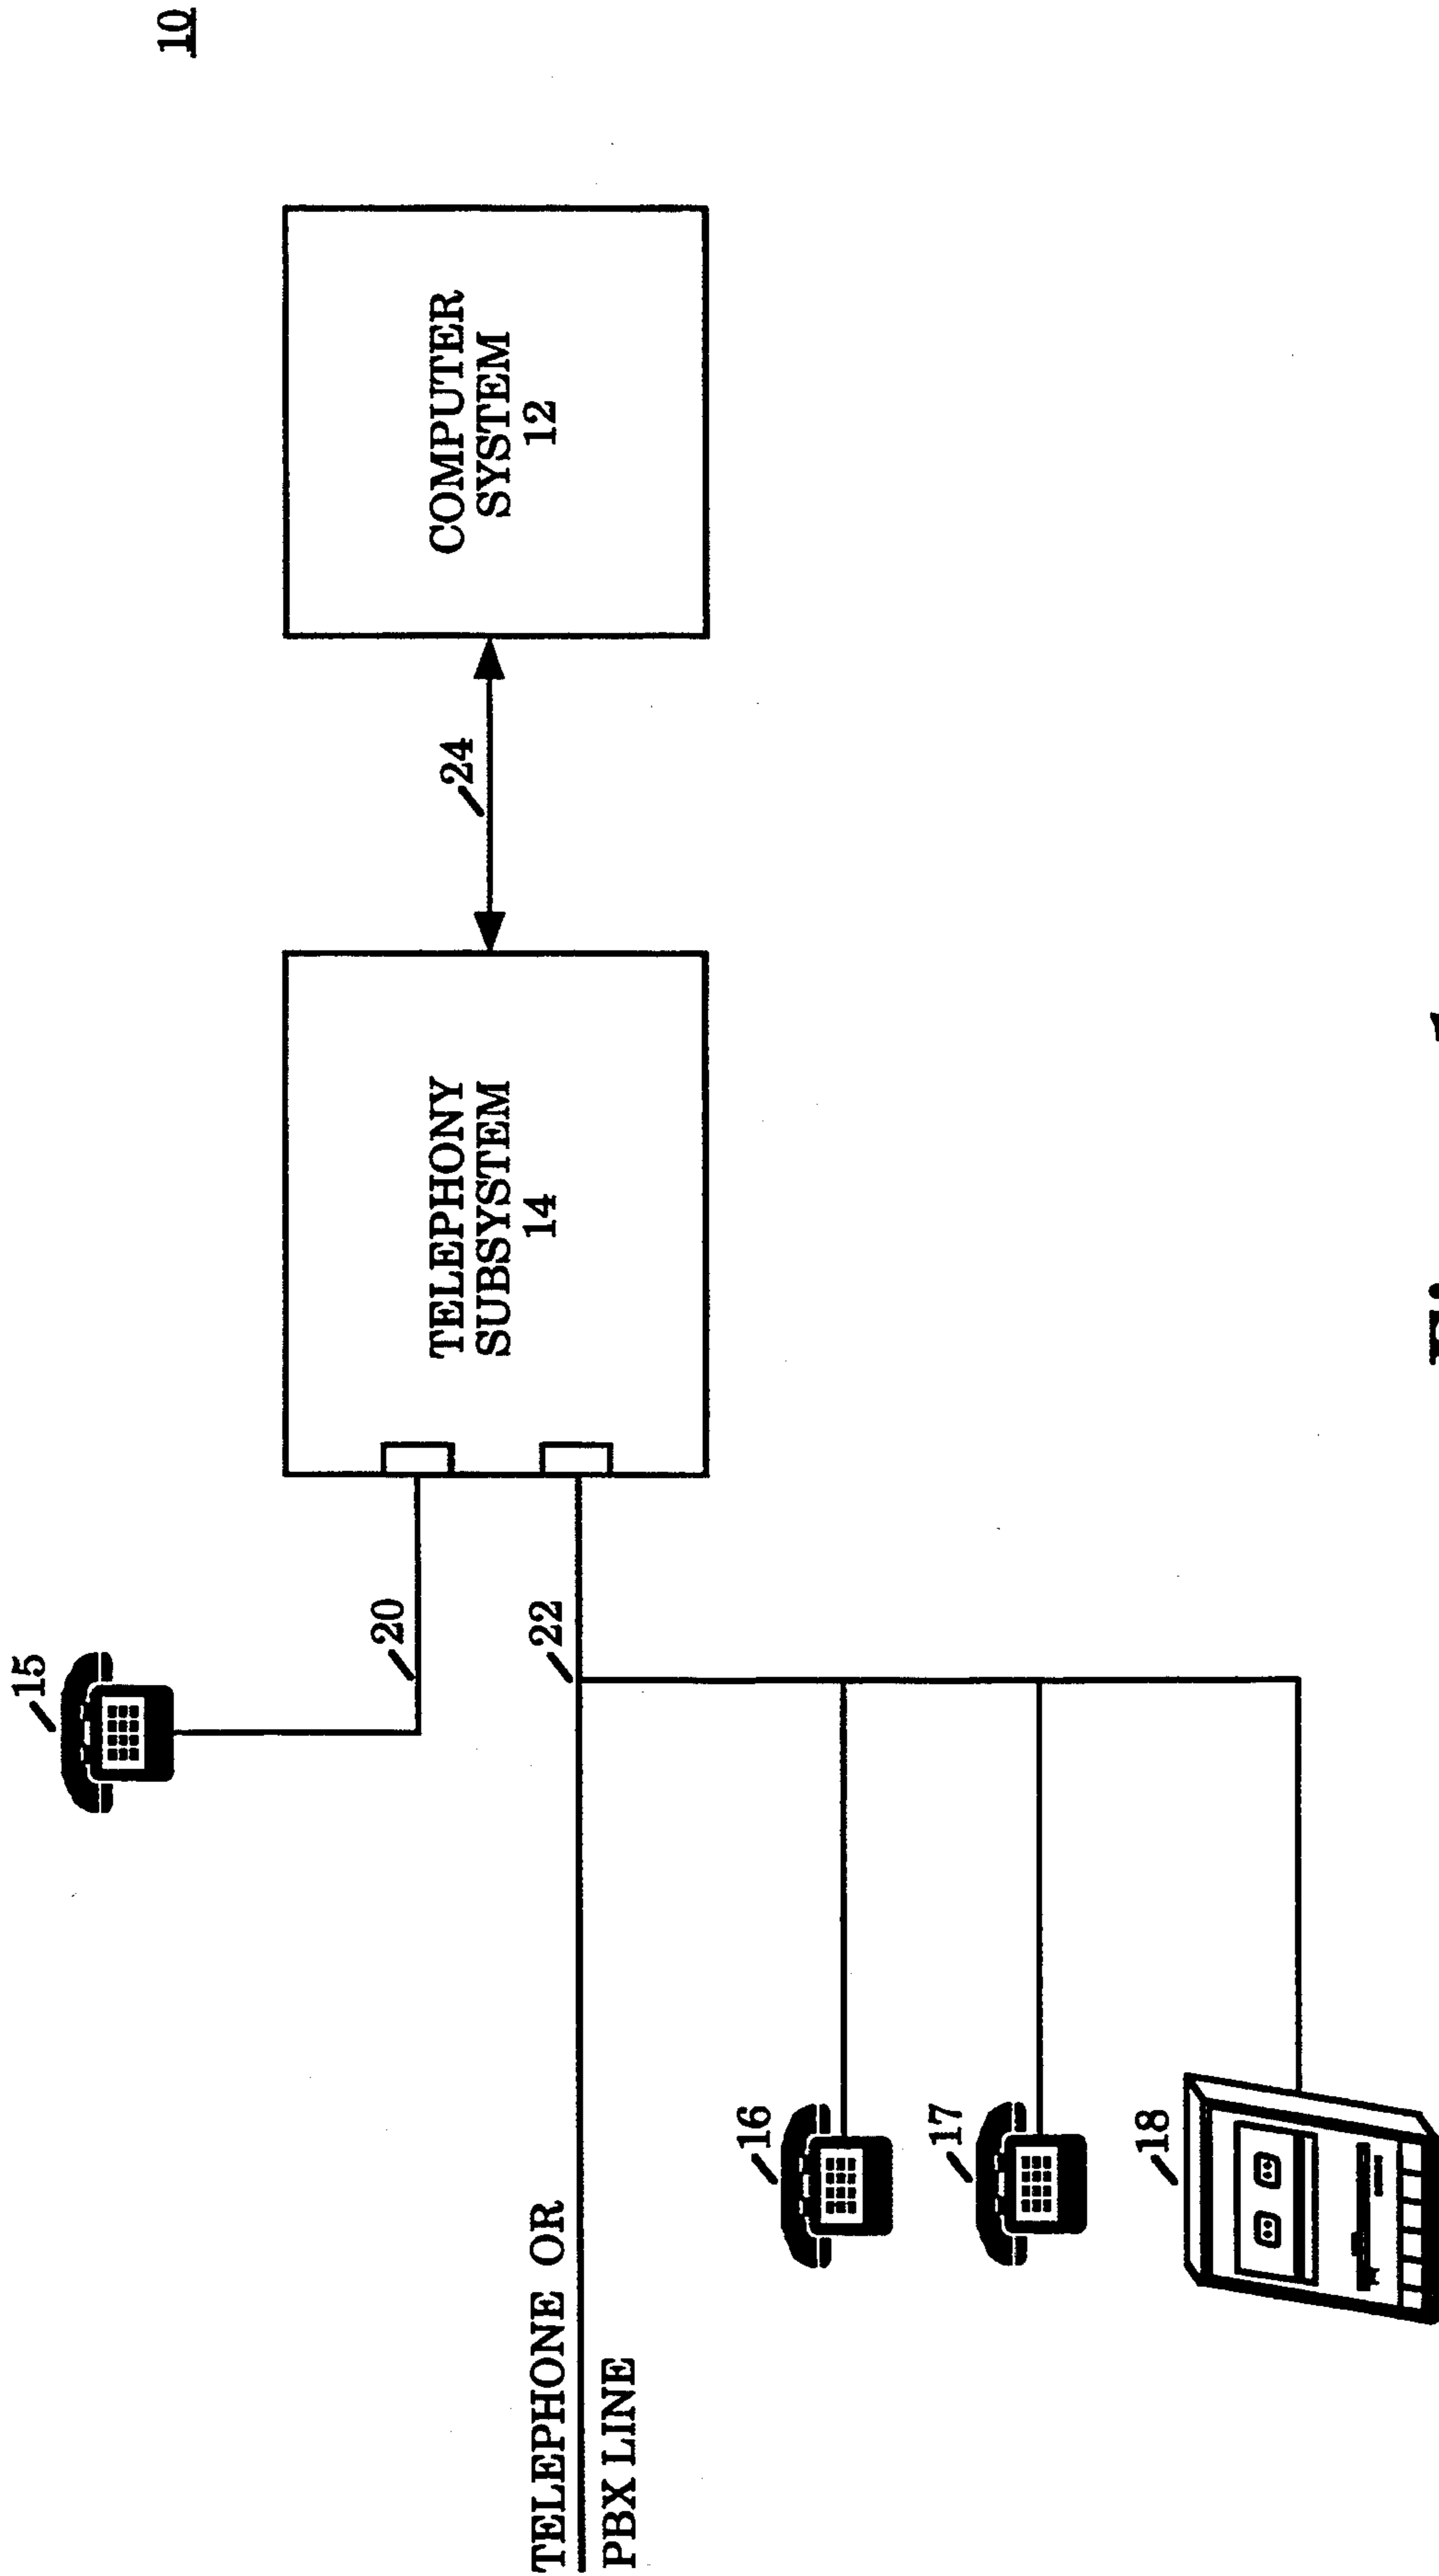 10
COMPUTER
SYSTEM
12
24
TELEPHONY
SUBSYSTEM
14
15
20
22
TELEPHONE OR
PBX LINE
16
17
18